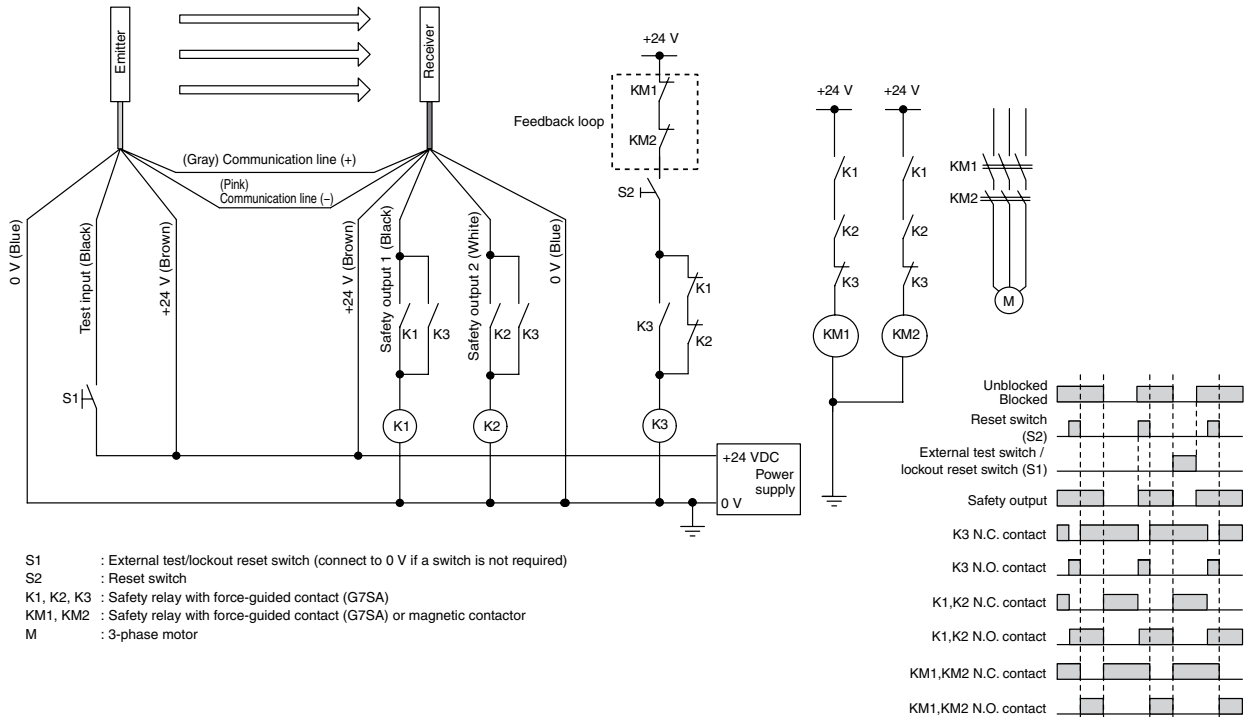 Emitter
Receiver
(Gray) Communication line (+)
(Pink)
Communication line (−)
0 V (Blue)
Test input (Black)
+24 V (Brown)
+24 V (Brown)
Safety output 1 (Black)
Safety output 2 (White)
0 V (Blue)
K1
K3
K2
K3
S1
K1
K2
+24 V
KM1
KM2
Feedback loop
S2
K3
K1
K2
K3
+24 VDC
Power
supply
0 V
+24 V
+24 V
K1
K1
K2
K2
K3
K3
KM1
KM2
KM1
KM2
M
Unblocked
Blocked
Reset switch
(S2)
External test switch /
lockout reset switch (S1)
Safety output
K3 N.C. contact
K3 N.O. contact
K1,K2 N.C. contact
K1,K2 N.O. contact
KM1,KM2 N.C. contact
KM1,KM2 N.O. contact
S1 : External test/lockout reset switch (connect to 0 V if a switch is not required)
S2 : Reset switch
K1, K2, K3 : Safety relay with force-guided contact (G7SA)
KM1, KM2 : Safety relay with force-guided contact (G7SA) or magnetic contactor
M : 3-phase motor